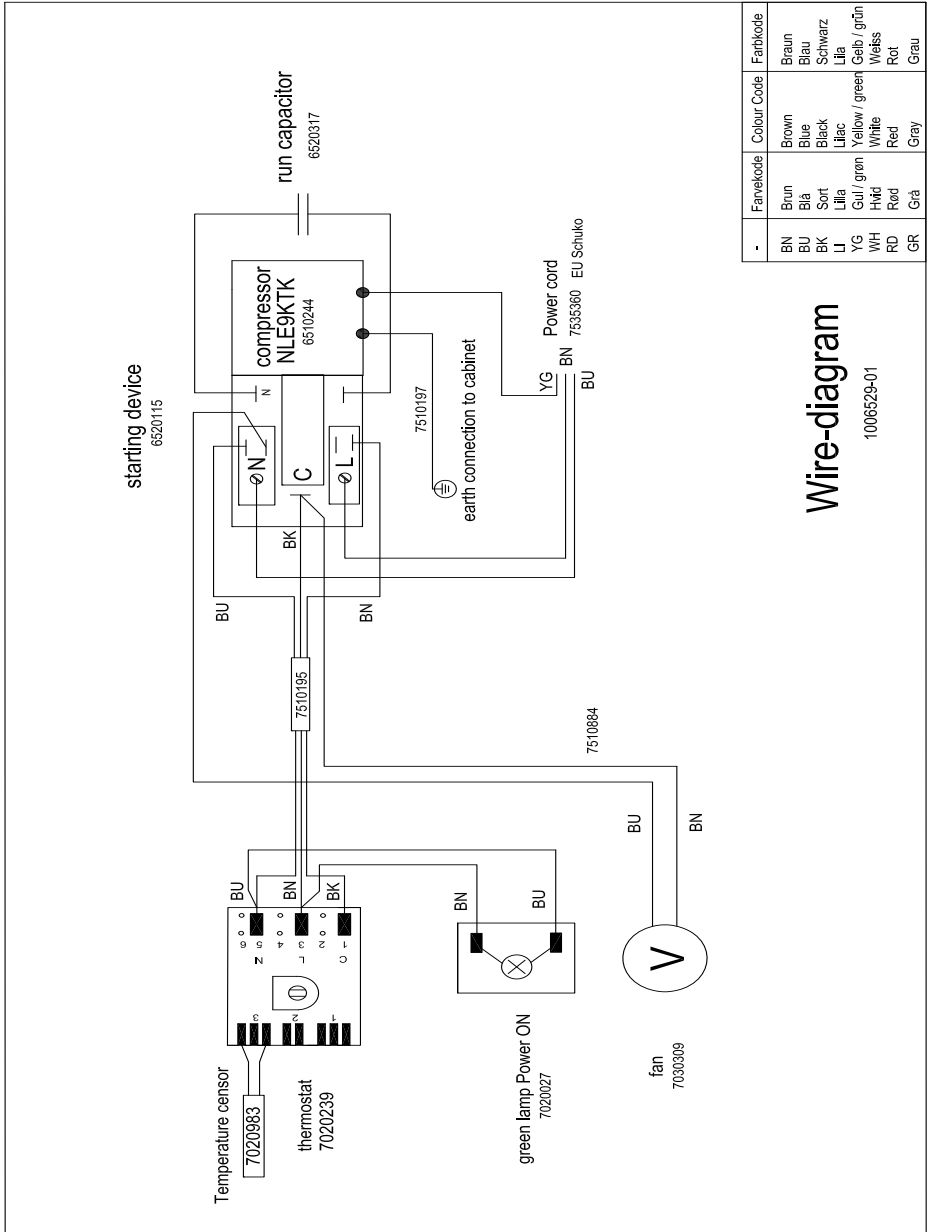 starting device
6520115
run capacitor
6520317
compressor
NLE9KTK
6510244
N
N
C
L
BU
BK
BN
7510195
7510197
earth connection to cabinet
YG
BN
BU
Power cord
7535360 EU Schuko
Temperature censor
7020983
thermostat
7020239
3
2
1
N
L
C
6
5
4
3
2
1
BU
BN
BK
green lamp Power ON
7020027
BN
BU
fan
7030309
V
BU
BN
7510884
Wire-diagram
1006529-01
- Farvekode Colour Code Farbkode
BN Brun Brown Braun
BU Blå Blue Blau
BK Sort Black Schwarz
LI Lilla Lilac Lila
YG Gul / grøn Yellow / green Gelb / grün
WH Hvid White Weiss
RD Rød Red Rot
GR Grå Gray Grau